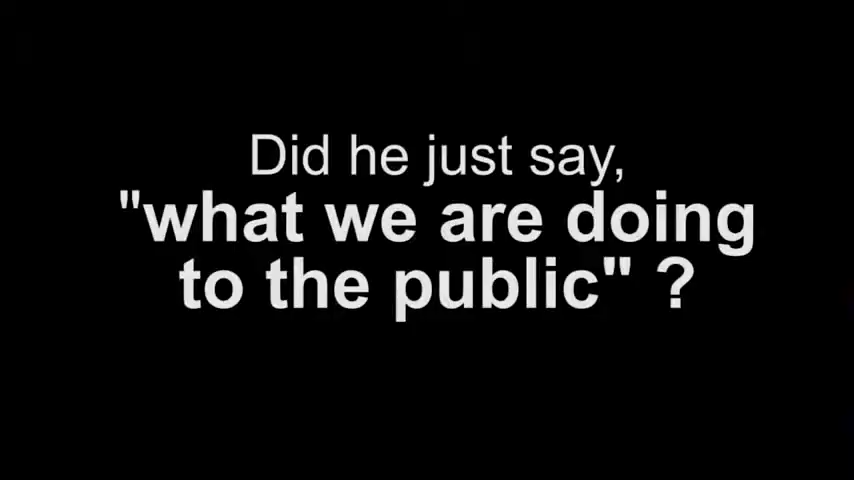 Did he just say,
"what we are doing
to the public" ?